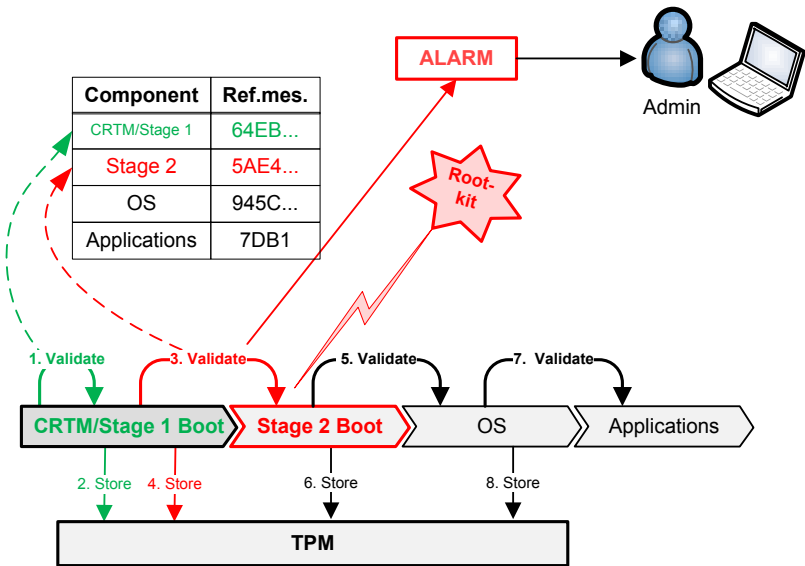 ALARM
Admin
Component Ref.mes.
CRTM/Stage 1 64EB...
Stage 2 5AE4...
OS 945C...
Applications 7DB1
Root-
kit
1. Validate 3. Validate 5. Validate 7. Validate
CRTM/Stage 1 Boot Stage 2 Boot OS Applications
2. Store 4. Store 6. Store 8. Store
TPM